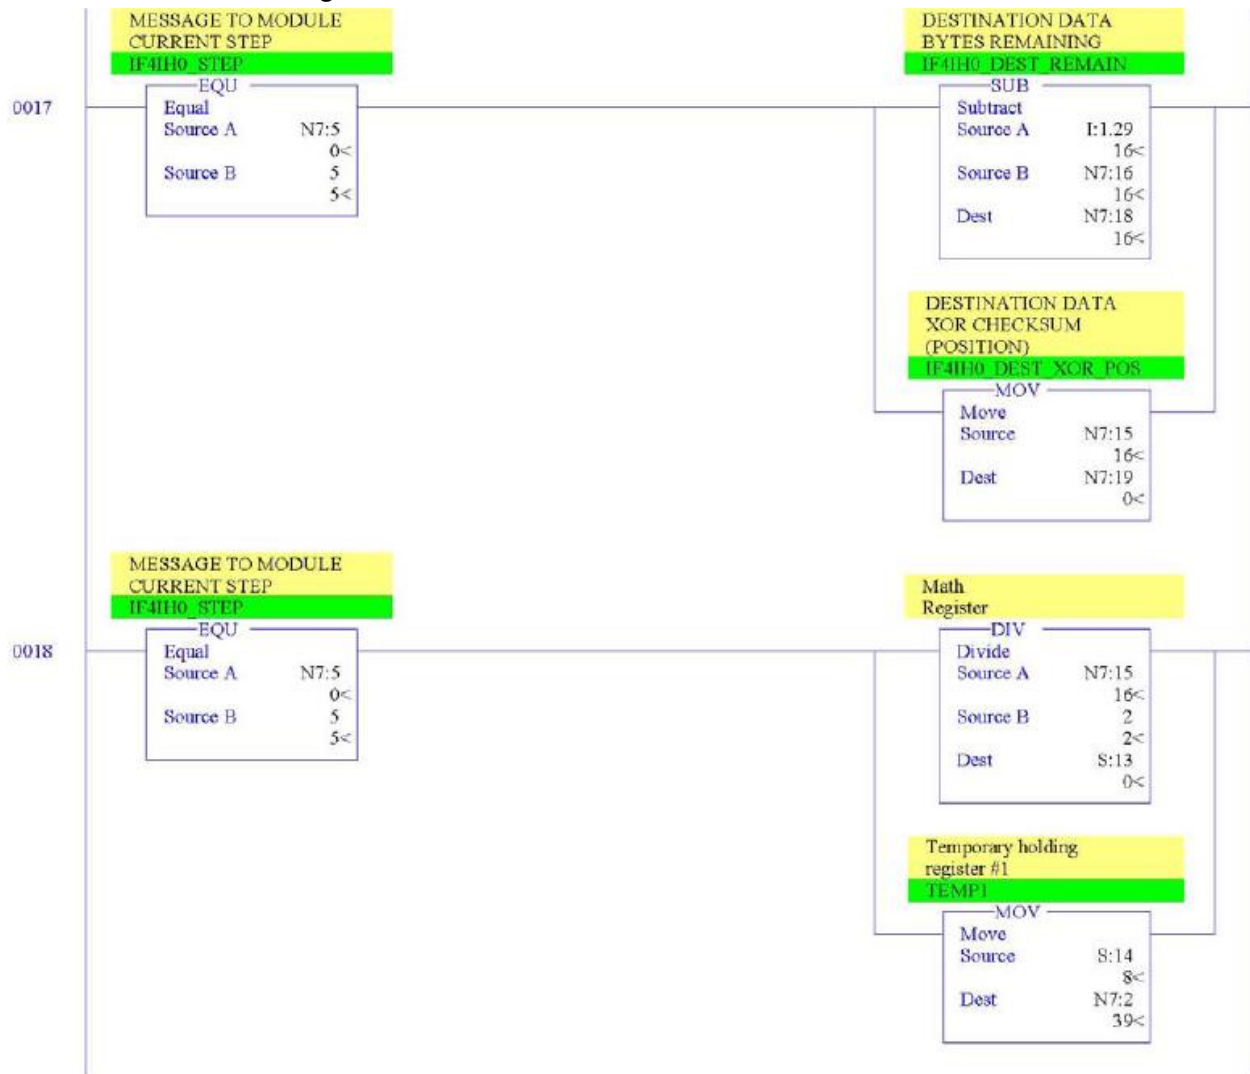 MESSAGE TO MODULE
CURRENT STEP
IF4IH0_STEP
EQU
0017
Equal
Source A N7:5
0<
Source B 5
5<
DESTINATION DATA
BYTES REMAINING
IF4IH0_DEST_REMAIN
SUB
Subtract
Source A I:1.29
16<
Source B N7:16
16<
Dest N7:18
16<
DESTINATION DATA
XOR CHECKSUM
(POSITION)
IF4IH0_DEST_XOR_POS
MOV
Move
Source N7:15
16<
Dest N7:19
0<
MESSAGE TO MODULE
CURRENT STEP
IF4IH0_STEP
EQU
0018
Equal
Source A N7:5
0<
Source B 5
5<
Math
Register
DIV
Divide
Source A N7:15
16<
Source B 2
2<
Dest S:13
0<
Temporary holding
register #1
TEMP1
MOV
Move
Source S:14
8<
Dest N7:2
39<